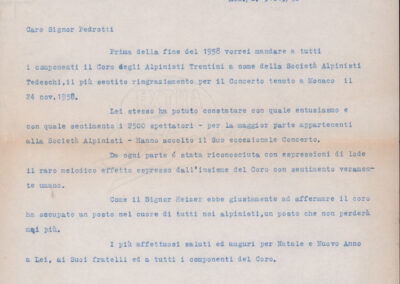 Caro Signor Pedrotti
Prima della fine del 1958 vorrei mandare a tutti
i componenti il Coro degli Alpinisti Trentini a nome della Società Alpinisti
Tedeschi,il più sentito ringraziamento per il Concerto tenuto a Monaco il
24 nov.1958.
Lei stesso ha potuto constatare con quale entusismo e
con quale sentimento i 2500 spettatori - per la maggior parte appartenenti
alla Società Alpinisti - Hanno accolto il Suo eccezionale Concerto.
Da ogni parte é stata riconosciuta con espressioni di lode
il raro melodico effetto espresso dall'insieme del Coro con sentimento veramen-
te umano.
Come il Signor Heizer ebbe giustamente ad affermare il coro
ha occupato un posto nel cuore di tutti noi alpinisti,un posto che non perderà
mai più.
I più affettuosi saluti ed auguri per Natale e Nuovo Anno
a Lei, ai Suoi fratelli ed a tutti i componenti del Coro.